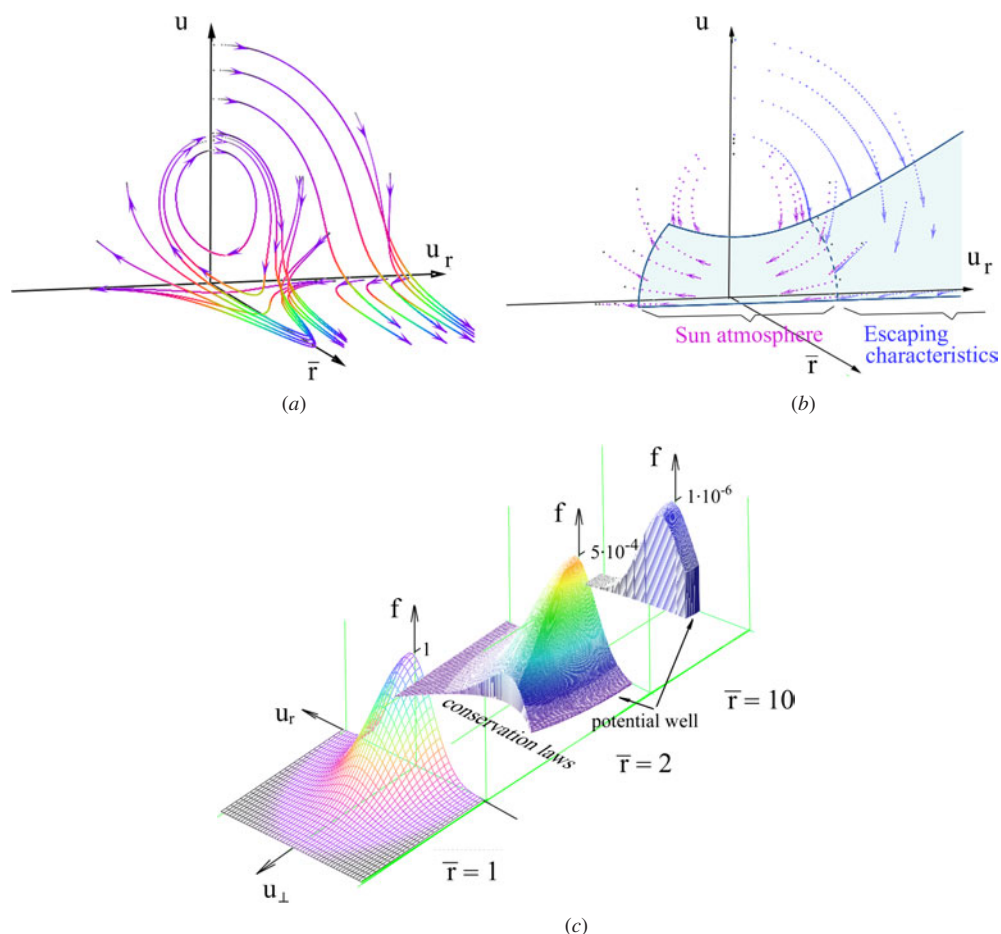 u
u_r
r̄
(a)
u
u_r
Sun atmosphere
Escaping
characteristics
r̄
(b)
f
1·10⁻⁶
f
5·10⁻⁴
f
1
u_r
conservation laws
potential well
r̄ = 10
r̄ = 2
r̄ = 1
u_⊥
(c)